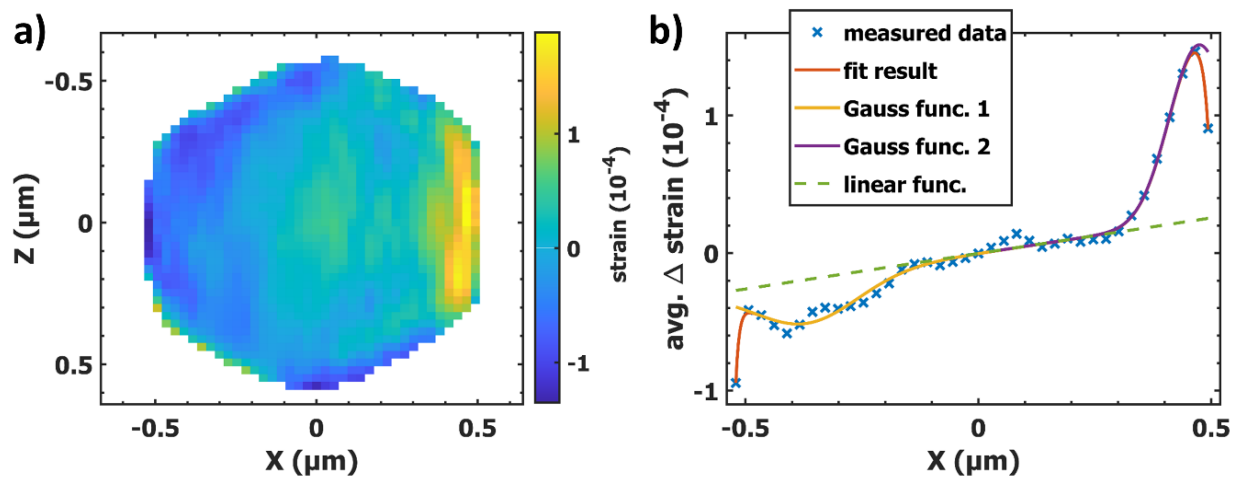 a)
-0.5
0
0.5
Z (μm)
-0.5
0
0.5
X (μm)
1
0
-1
strain (10⁻⁴)
b)
measured data
fit result
Gauss func. 1
Gauss func. 2
linear func.
1
0
-1
avg. Δ strain (10⁻⁴)
-0.5
0
0.5
X (μm)